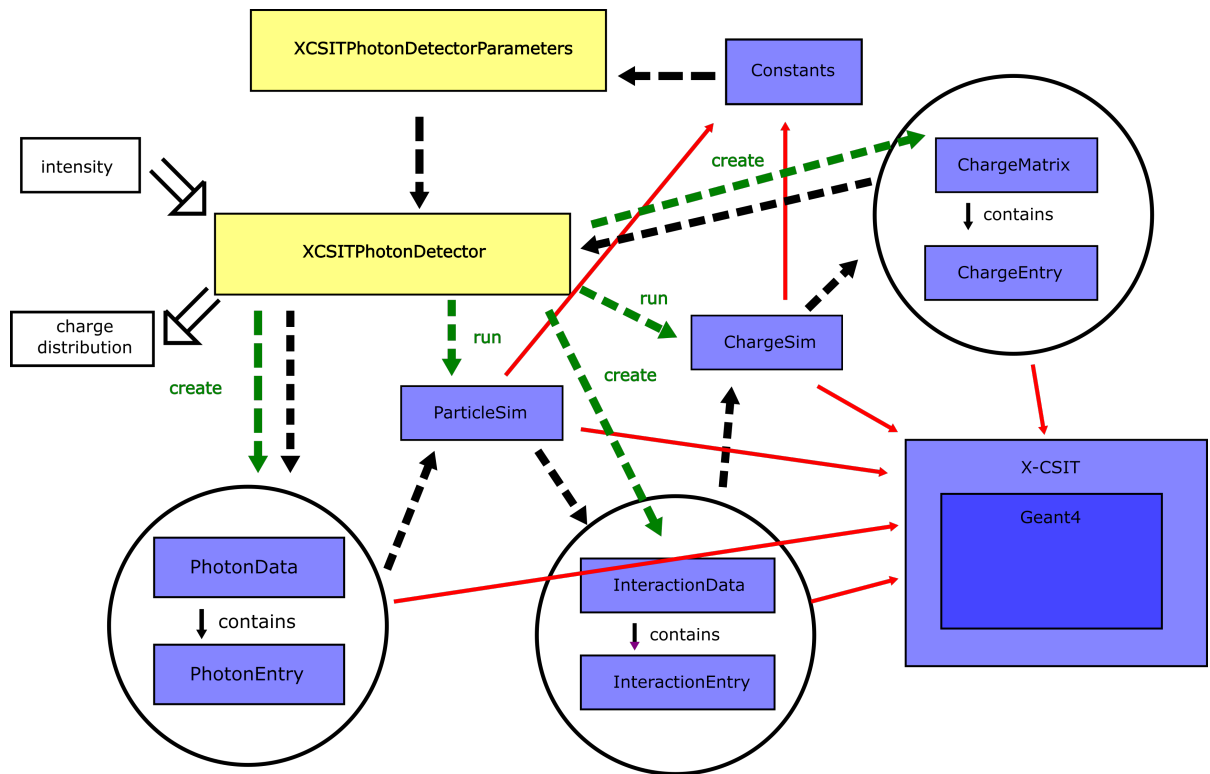 XCSITPhotonDetectorParameters
Constants
intensity
create
ChargeMatrix
contains
ChargeEntry
XCSITPhotonDetector
charge
distribution
run
run
ChargeSim
create
create
ParticleSim
X-CSIT
Geant4
PhotonData
contains
PhotonEntry
InteractionData
contains
InteractionEntry